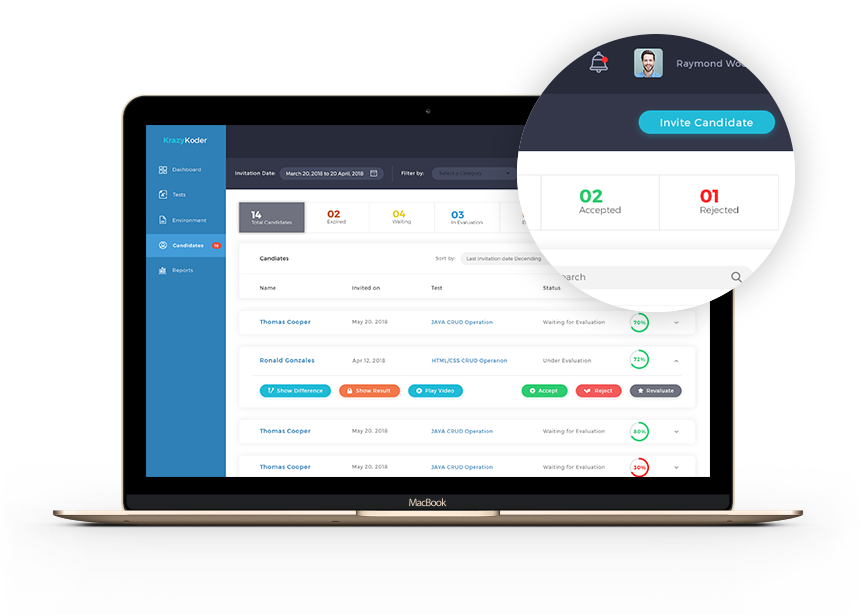 Raymond
KrazyKoder
Invite Candidate
Dashboard
Invitation Date: March 20, 2018 to 20 April, 2018 Filter by: Select a category
Tests
14 02 04 03 02 01
Total Candidates Expired Waiting In Evaluation Accepted Rejected
Environment
Candidates
Candiates Sort by: Last Invitation date Decending
Reports
Name Invited on Test Status
Thomas Cooper May 20, 2018 JAVA CRUD Operation Waiting for Evaluation 70%
Ronald Gonzales Apr 12, 2018 HTML/CSS CRUD Operanion Under Evaluation 72%
Show Difference Show Result Play Video Accept Reject Revaluate
Thomas Cooper May 20, 2018 JAVA CRUD Operation Waiting for Evaluation 80%
Thomas Cooper May 20, 2018 JAVA CRUD Operation Waiting for Evaluation 30%
MacBook